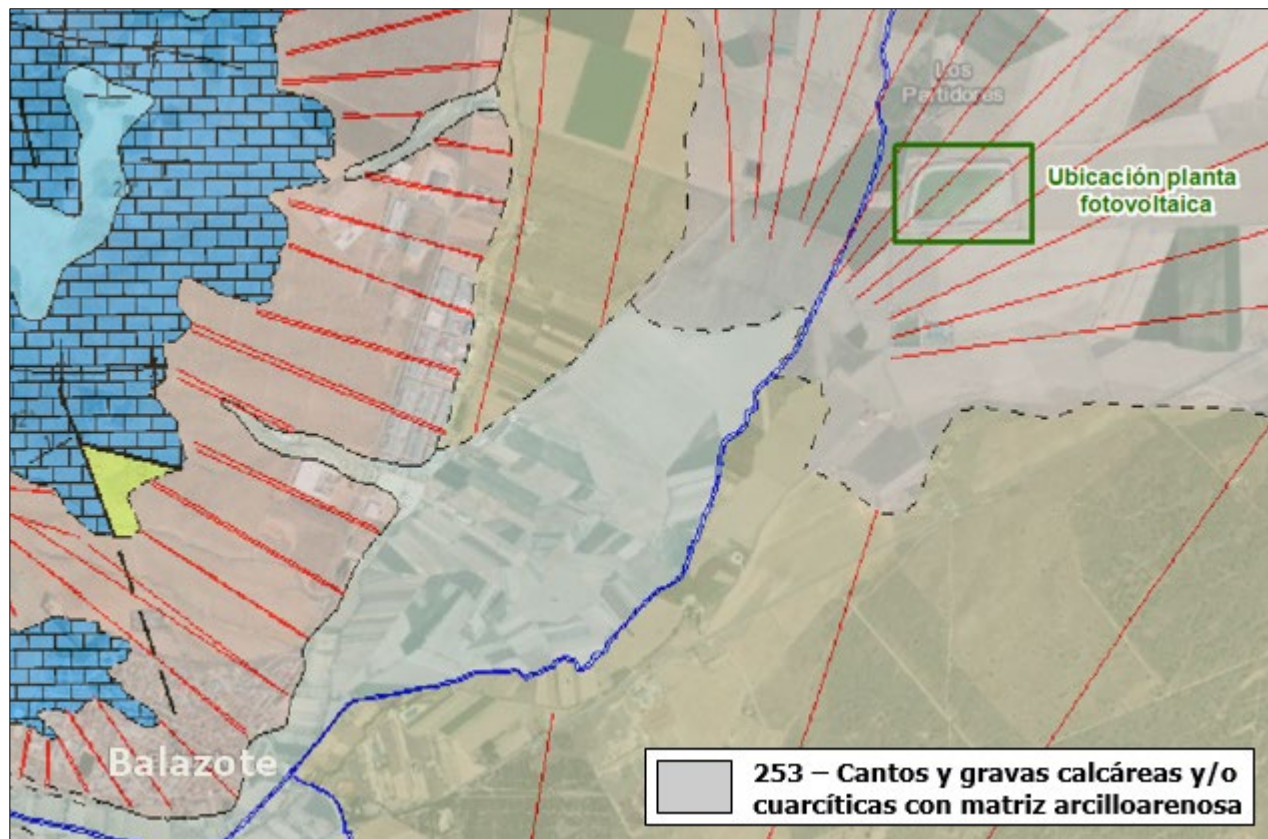 Los
Partidores
Ubicación planta
fotovoltaica
Balazote
253 – Cantos y gravas calcáreas y/o
cuarcíticas con matriz arcilloarenosa